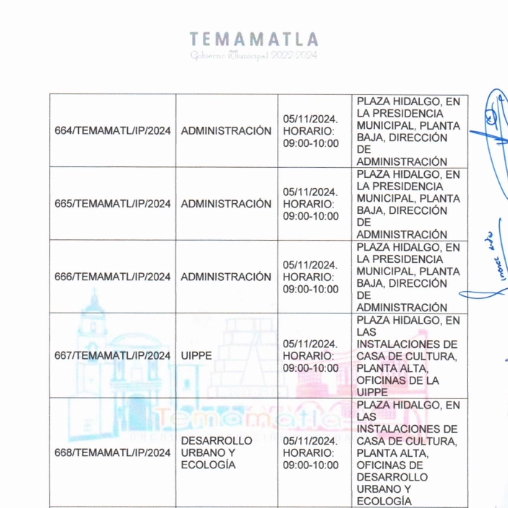 TEMAMATLA
Gobierno Municipal 2022-2024
664/TEMAMATL/IP/2024
ADMINISTRACIÓN
05/11/2024.
HORARIO:
09:00-10:00
PLAZA HIDALGO, EN
LA PRESIDENCIA
MUNICIPAL, PLANTA
BAJA, DIRECCIÓN
DE
ADMINISTRACIÓN
665/TEMAMATL/IP/2024
ADMINISTRACIÓN
05/11/2024.
HORARIO:
09:00-10:00
PLAZA HIDALGO, EN
LA PRESIDENCIA
MUNICIPAL, PLANTA
BAJA, DIRECCIÓN
DE
ADMINISTRACIÓN
666/TEMAMATL/IP/2024
ADMINISTRACIÓN
05/11/2024.
HORARIO:
09:00-10:00
PLAZA HIDALGO, EN
LA PRESIDENCIA
MUNICIPAL, PLANTA
BAJA, DIRECCIÓN
DE
ADMINISTRACIÓN
667/TEMAMATL/IP/2024
UIPPE
05/11/2024.
HORARIO:
09:00-10:00
PLAZA HIDALGO, EN
LAS
INSTALACIONES DE
CASA DE CULTURA,
PLANTA ALTA,
OFICINAS DE LA
UIPPE
668/TEMAMATL/IP/2024
DESARROLLO
URBANO Y
ECOLOGÍA
05/11/2024.
HORARIO:
09:00-10:00
PLAZA HIDALGO, EN
LAS
INSTALACIONES DE
CASA DE CULTURA,
PLANTA ALTA,
OFICINAS DE
DESARROLLO
URBANO Y
ECOLOGÍA
Temamatla